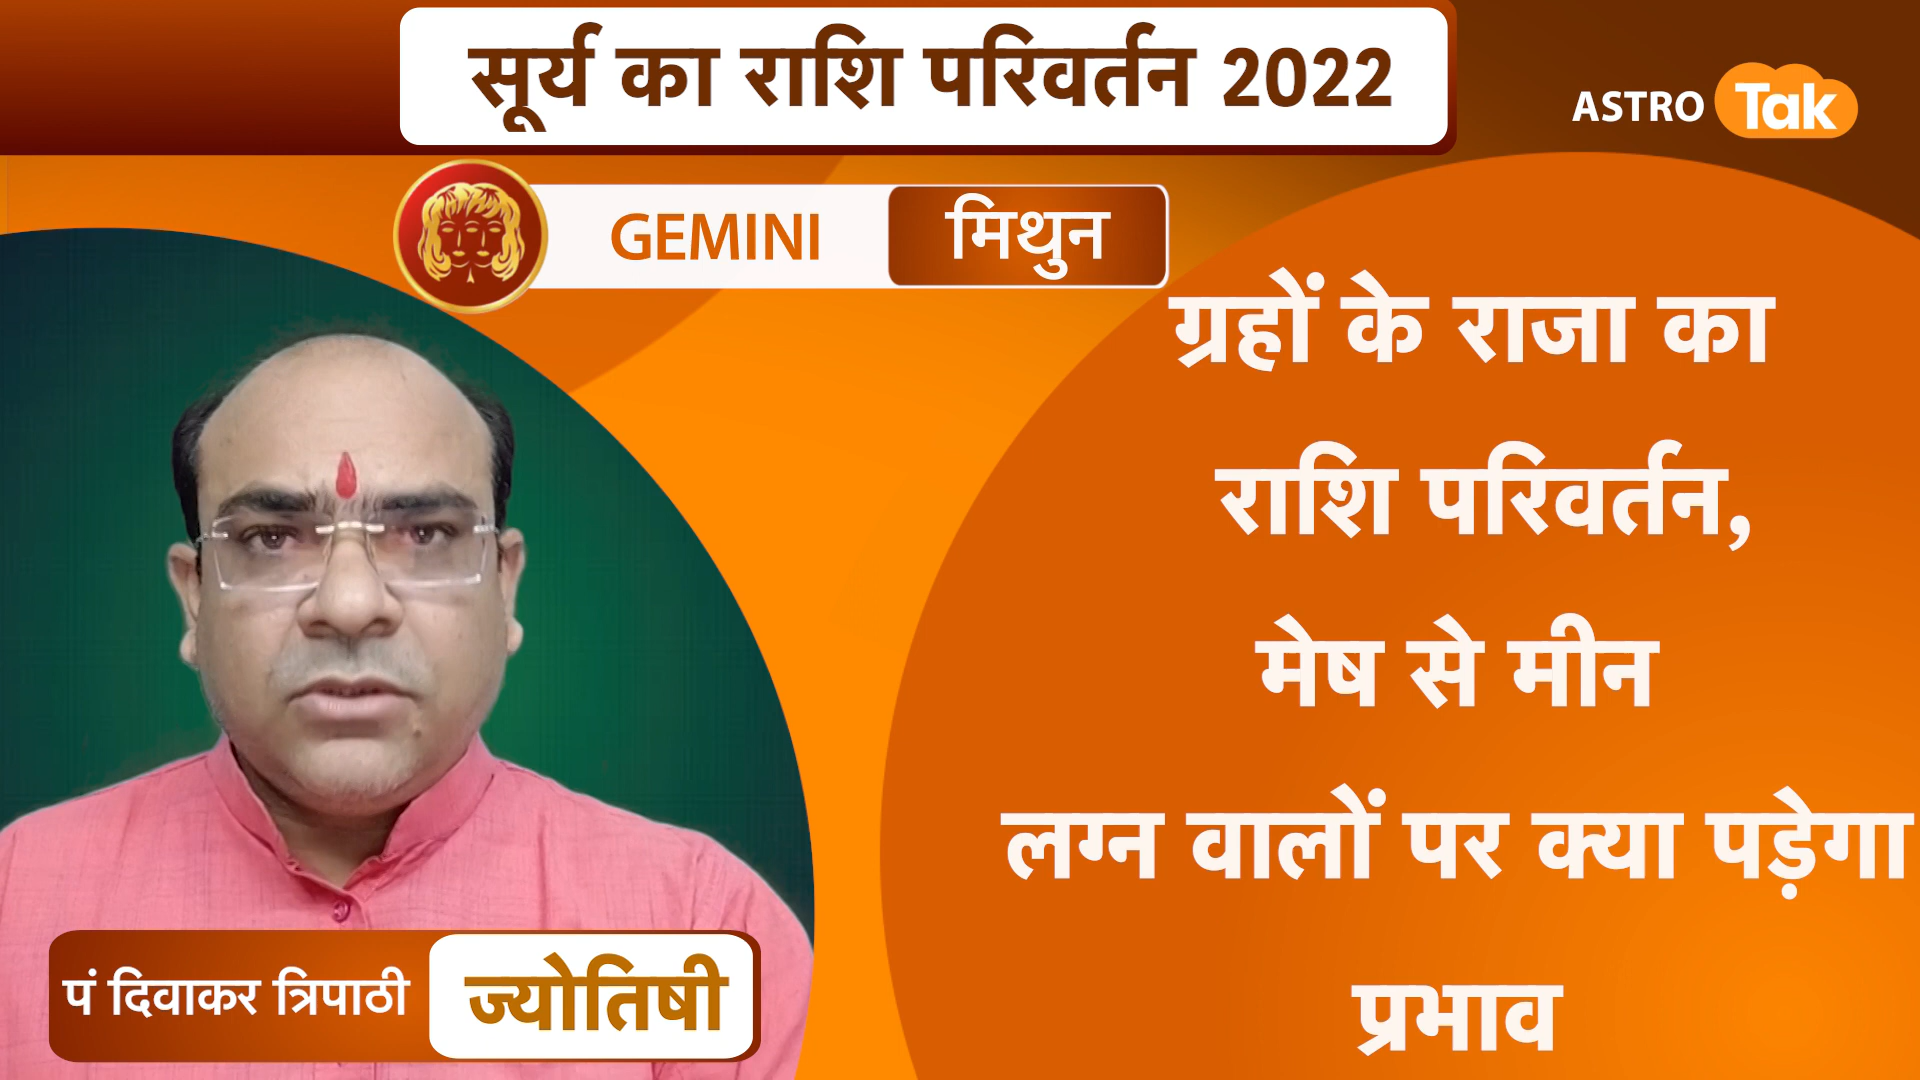 सूर्य का राशि परिवर्तन 2022
ASTRO Tak
GEMINI मिथुन
ग्रहों के राजा का
राशि परिवर्तन,
मेष से मीन
लग्न वालों पर क्या पड़ेगा
प्रभाव
पं दिवाकर त्रिपाठी ज्योतिषी